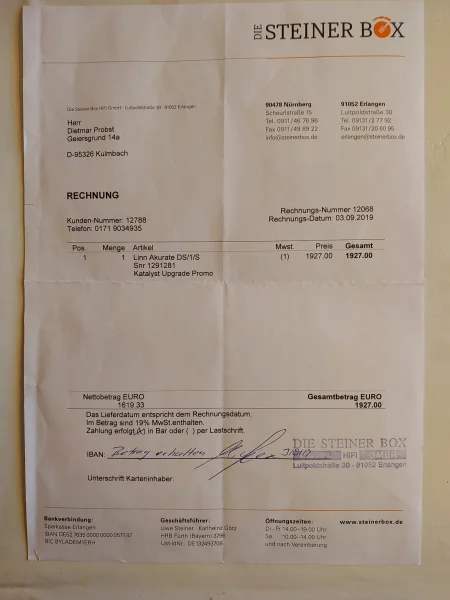 DIE STEINER BOX
Die Steiner Box HiFi GmbH · Luitpoldstraße 30 · 91052 Erlangen
Herr
Dietmar Probst
Geiersgrund 14a
D-95326 Kulmbach
90478 Nürnberg
Scheurlstraße 15
Tel. 0911/46 76 96
Fax 0911/49 89 22
info@steinerbox.de
91052 Erlangen
Luitpoldstraße 30
Tel. 09131/2 77 92
Fax 09131/20 60 95
erlangen@steinerbox.de
RECHNUNG
Rechnungs-Nummer 12068
Rechnungs-Datum: 03.09.2019
Kunden-Nummer: 12788
Telefon: 0171 9034935
Pos. Menge Artikel Mwst. Preis Gesamt
1 1 Linn Akurate DS/1/S (1) 1927.00 1927.00
Snr 1291281
Katalyst Upgrade Promo
Nettobetrag EURO Gesamtbetrag EURO
1619.33 1927.00
Das Lieferdatum entspricht dem Rechnungsdatum.
Im Betrag sind 19% MwSt.enthalten.
Zahlung erfolgt (x) in Bar oder ( ) per Lastschrift.
IBAN: Betrag erhalten
DIE STEINER BOX
HiFi GMBH
Luitpoldstraße 30 - 91052 Erlangen
Unterschrift Karteninhaber:
Bankverbindung:
Sparkasse Erlangen
BIC BYLADEM1ERH
Geschäftsführer:
Uwe Steiner · Karlheinz Götz
HRB Fürth (Bayern) 3796
Ust-IdNr.: DE132493709
Öffnungszeiten:
Di - Fr 14.00–19.00 Uhr
Sa 10.00–14.00 Uhr
und nach Vereinbarung
www.steinerbox.de